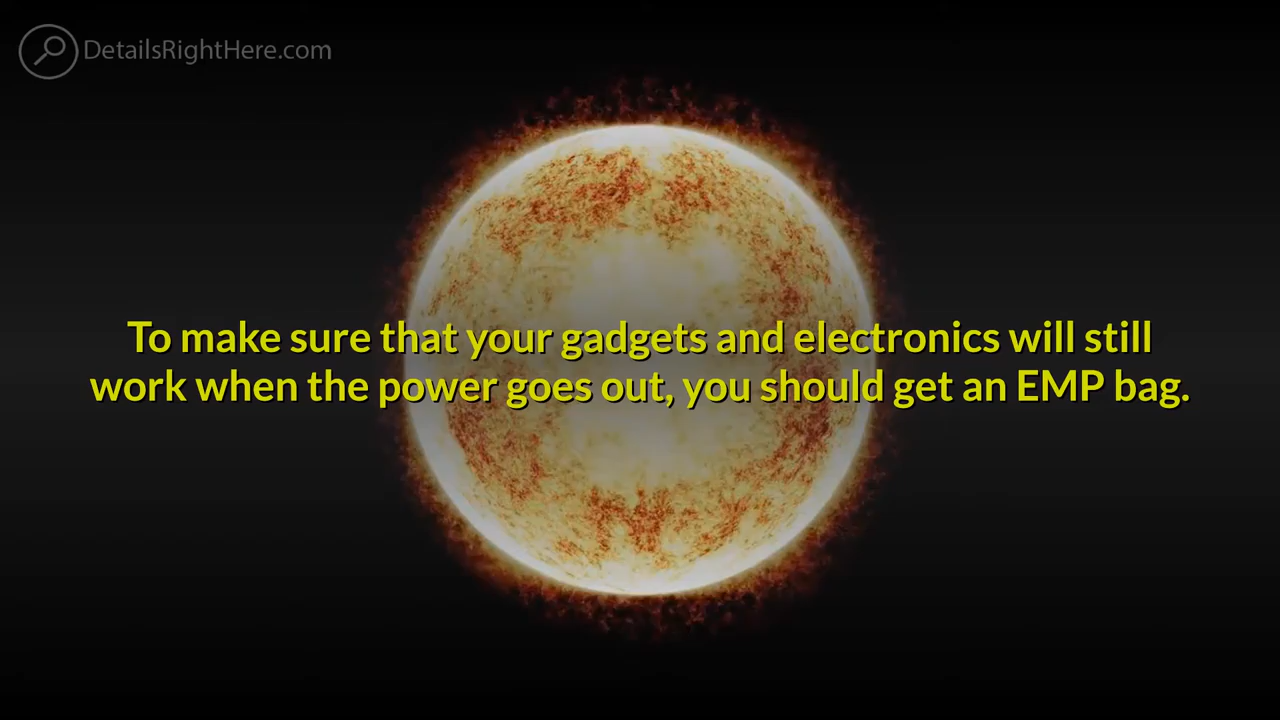 DetailsRightHere.com
To make sure that your gadgets and electronics will still
work when the power goes out, you should get an EMP bag.